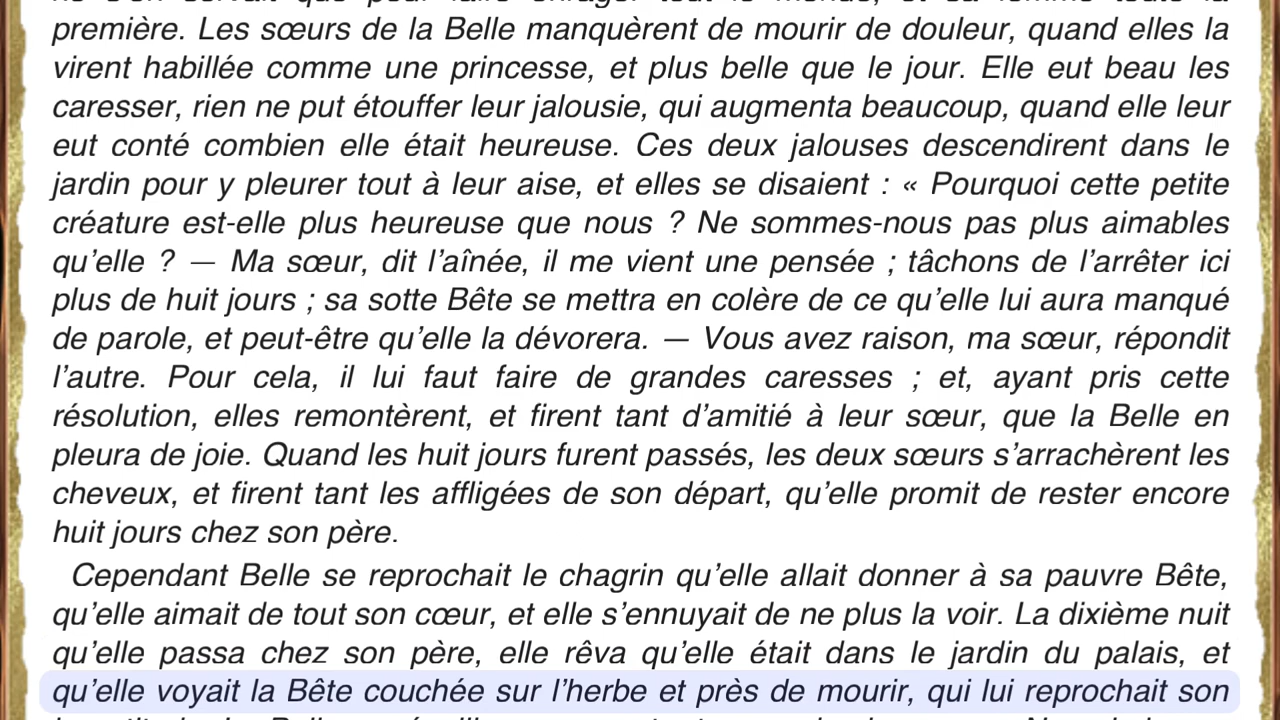 première. Les sœurs de la Belle manquèrent de mourir de douleur, quand elles la
virent habillée comme une princesse, et plus belle que le jour. Elle eut beau les
caresser, rien ne put étouffer leur jalousie, qui augmenta beaucoup, quand elle leur
eut conté combien elle était heureuse. Ces deux jalouses descendirent dans le
jardin pour y pleurer tout à leur aise, et elles se disaient : « Pourquoi cette petite
créature est-elle plus heureuse que nous ? Ne sommes-nous pas plus aimables
qu’elle ? — Ma sœur, dit l’aînée, il me vient une pensée ; tâchons de l’arrêter ici
plus de huit jours ; sa sotte Bête se mettra en colère de ce qu’elle lui aura manqué
de parole, et peut-être qu’elle la dévorera. — Vous avez raison, ma sœur, répondit
l’autre. Pour cela, il lui faut faire de grandes caresses ; et, ayant pris cette
résolution, elles remontèrent, et firent tant d’amitié à leur sœur, que la Belle en
pleura de joie. Quand les huit jours furent passés, les deux sœurs s’arrachèrent les
cheveux, et firent tant les affligées de son départ, qu’elle promit de rester encore
huit jours chez son père.
Cependant Belle se reprochait le chagrin qu’elle allait donner à sa pauvre Bête,
qu’elle aimait de tout son cœur, et elle s’ennuyait de ne plus la voir. La dixième nuit
qu’elle passa chez son père, elle rêva qu’elle était dans le jardin du palais, et
qu’elle voyait la Bête couchée sur l’herbe et près de mourir, qui lui reprochait son